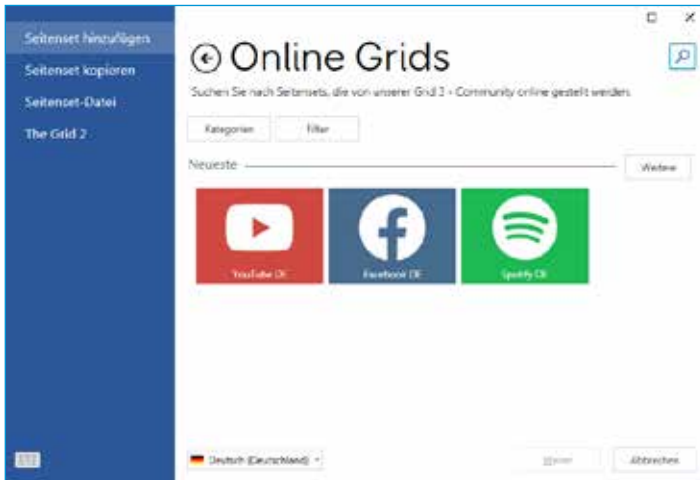 Seitenset hinzufügen
Seitenset kopieren
Seitenset-Datei
The Grid 2
Online Grids
Suchen Sie nach Seitensets, die von unserer Grid 3 - Community online gestellt werden.
Kategorien
Filter
Neueste
Weitere
YouTube DE
Facebook DE
Spotify DE
Deutsch (Deutschland)
Weiter
Abbrechen